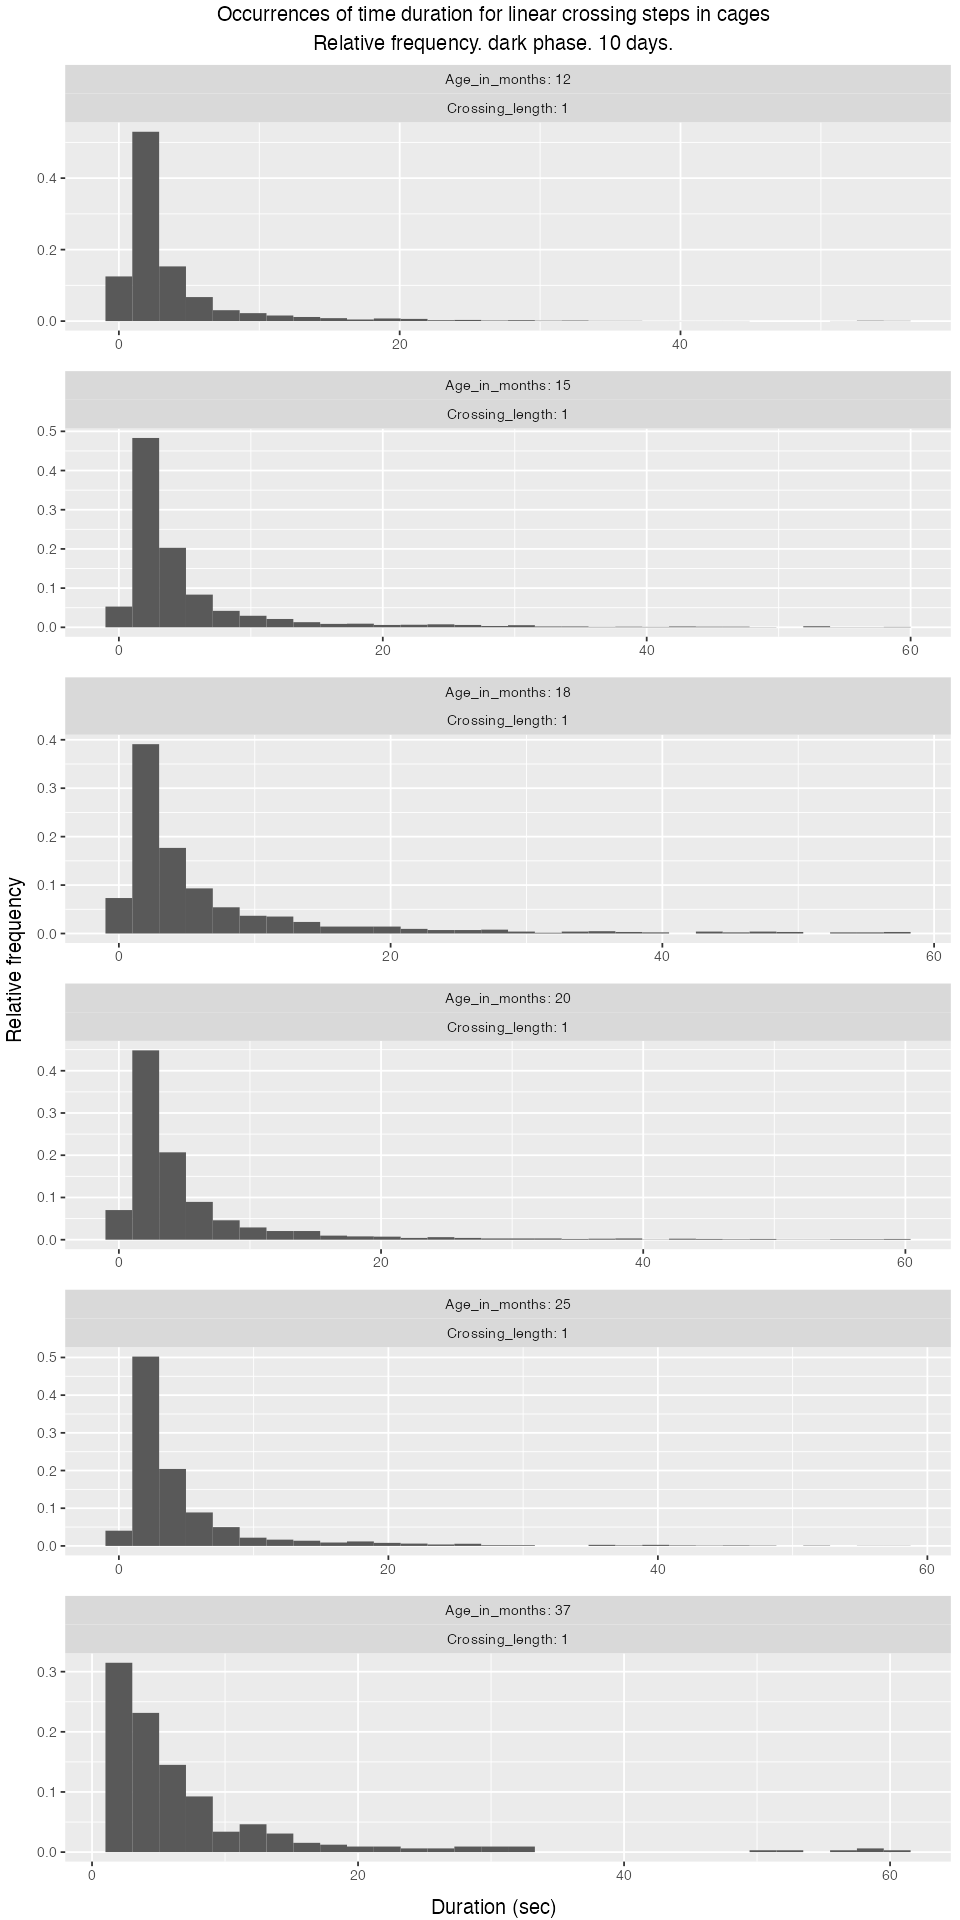 Occurrences of time duration for linear crossing steps in cages
Relative frequency. dark phase. 10 days.
Age_in_months: 12
Crossing_length: 1
0.4
0.2
0.0
0 20 40
Age_in_months: 15
Crossing_length: 1
0.5
0.4
0.3
0.2
0.1
0.0
0 20 40 60
Age_in_months: 18
Crossing_length: 1
0.4
0.3
0.2
0.1
0.0
0 20 40 60
Relative frequency
Age_in_months: 20
Crossing_length: 1
0.4
0.3
0.2
0.1
0.0
0 20 40 60
Age_in_months: 25
Crossing_length: 1
0.5
0.4
0.3
0.2
0.1
0.0
0 20 40 60
Age_in_months: 37
Crossing_length: 1
0.3
0.2
0.1
0.0
0 20 40 60
Duration (sec)